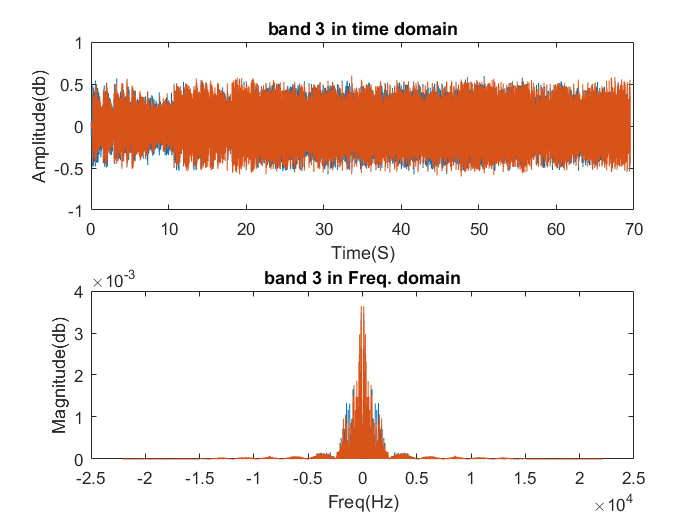 band 3 in time domain
1
0.5
0
-0.5
-1
Amplitude(db)
0 10 20 30 40 50 60 70
Time(S)
band 3 in Freq. domain
×10-3
4
3
2
1
0
Magnitude(db)
-2.5 -2 -1.5 -1 -0.5 0 0.5 1 1.5 2 2.5
Freq(Hz)
×104